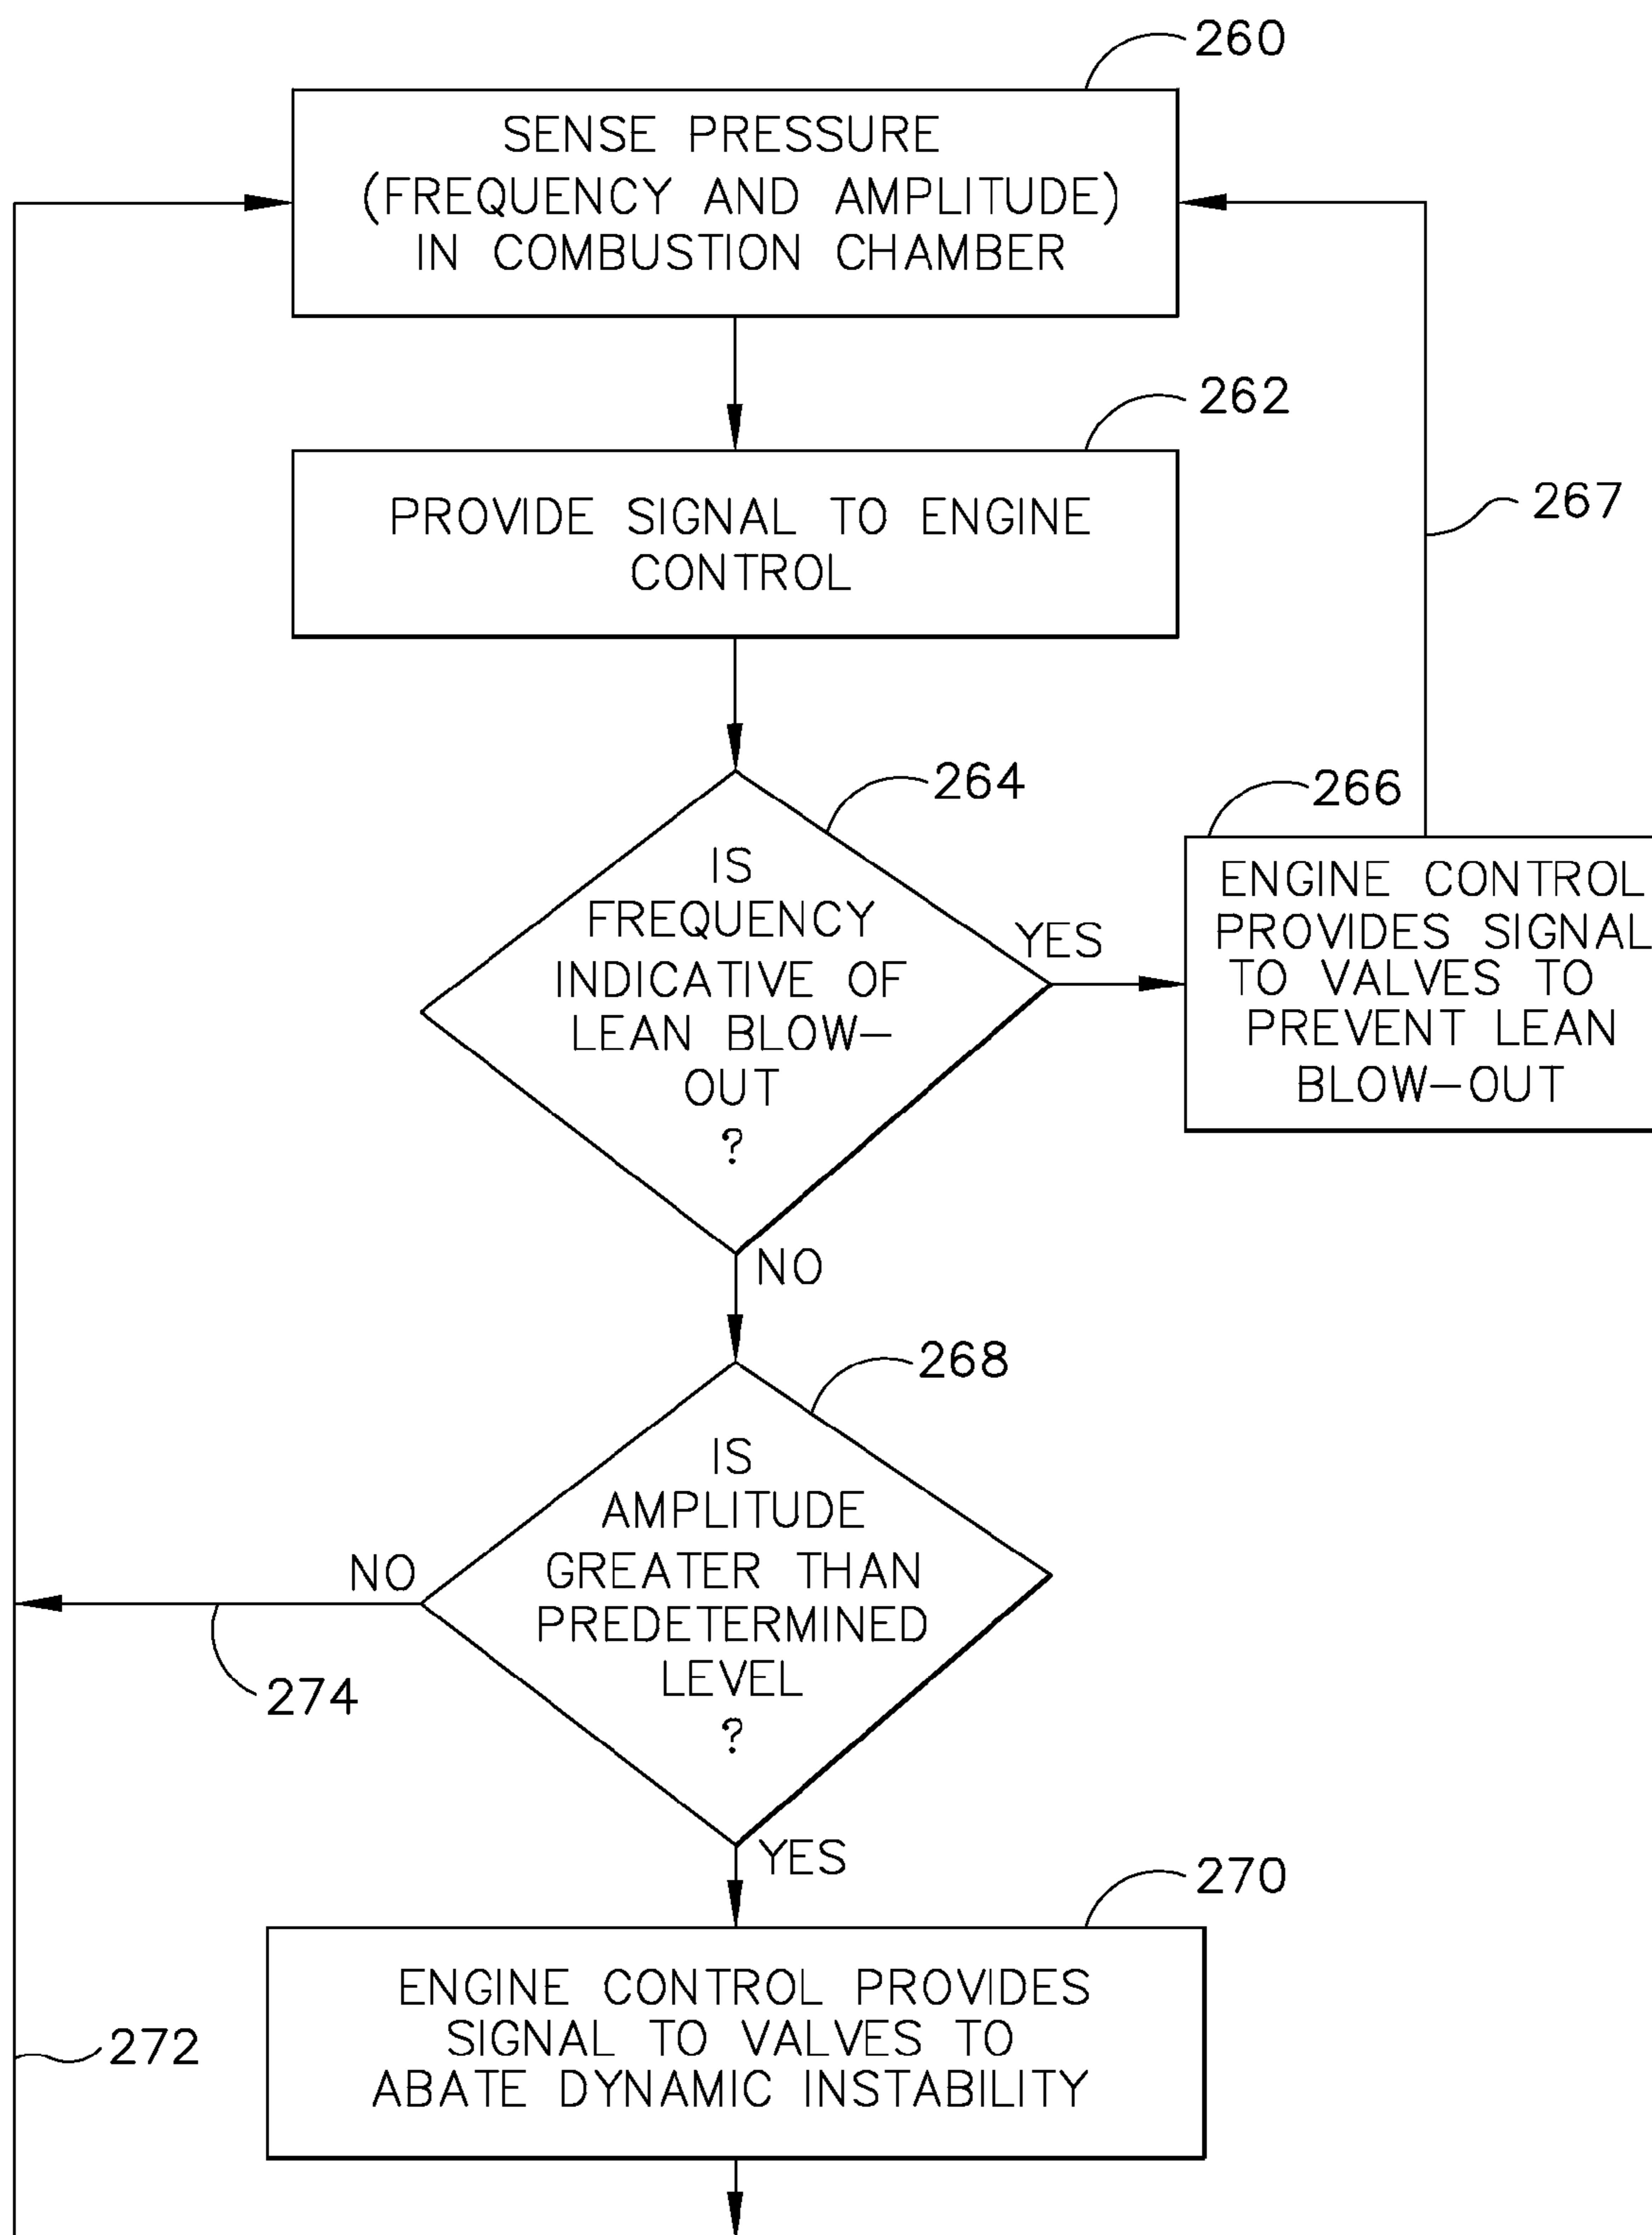 260
SENSE PRESSURE
(FREQUENCY AND AMPLITUDE)
IN COMBUSTION CHAMBER
262
PROVIDE SIGNAL TO ENGINE
CONTROL
267
264
IS
FREQUENCY
INDICATIVE OF
LEAN BLOW-
OUT
?
YES
266
ENGINE CONTROL
PROVIDES SIGNAL
TO VALVES TO
PREVENT LEAN
BLOW-OUT
NO
268
IS
AMPLITUDE
GREATER THAN
PREDETERMINED
LEVEL
?
NO
274
YES
270
ENGINE CONTROL PROVIDES
SIGNAL TO VALVES TO
ABATE DYNAMIC INSTABILITY
272